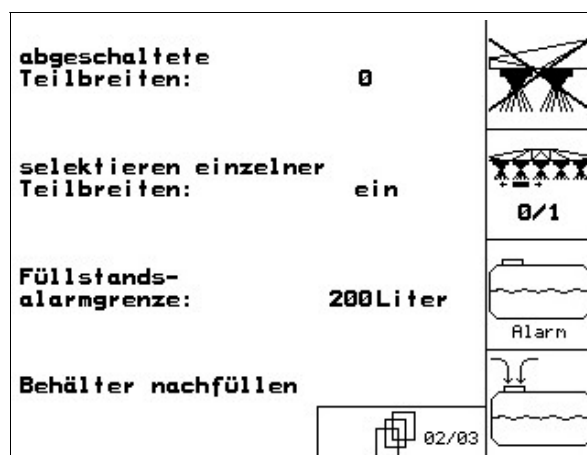 abgeschaltete
Teilbreiten: 0
selektieren einzelner
Teilbreiten: ein
0/1
Füllstands-
alarmgrenze: 200Liter
Alarm
Behälter nachfüllen
02/03